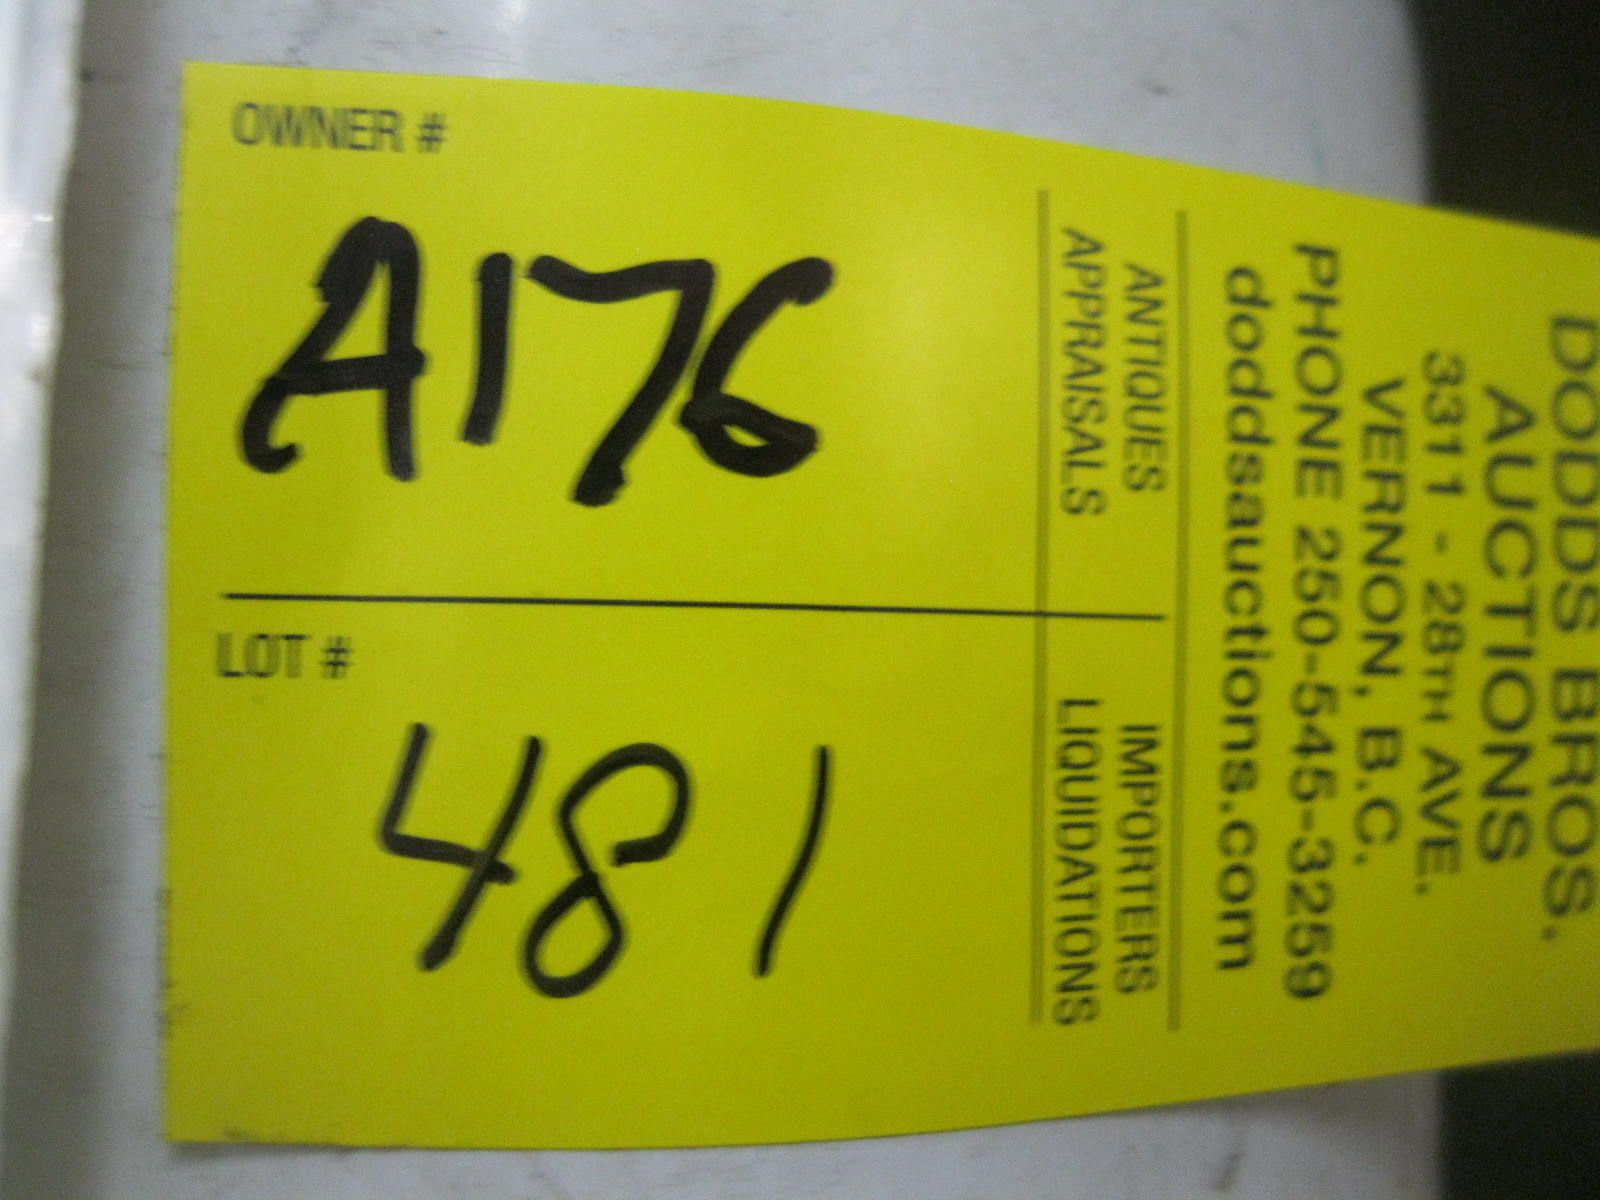 OWNER #
A176
LOT #
481
DODDS BROS.
AUCTIONS
3311 - 28TH AVE.
VERNON, B.C.
PHONE 250-545-3259
doddsauctions.com
ANTIQUES IMPORTERS
APPRAISALS LIQUIDATIONS